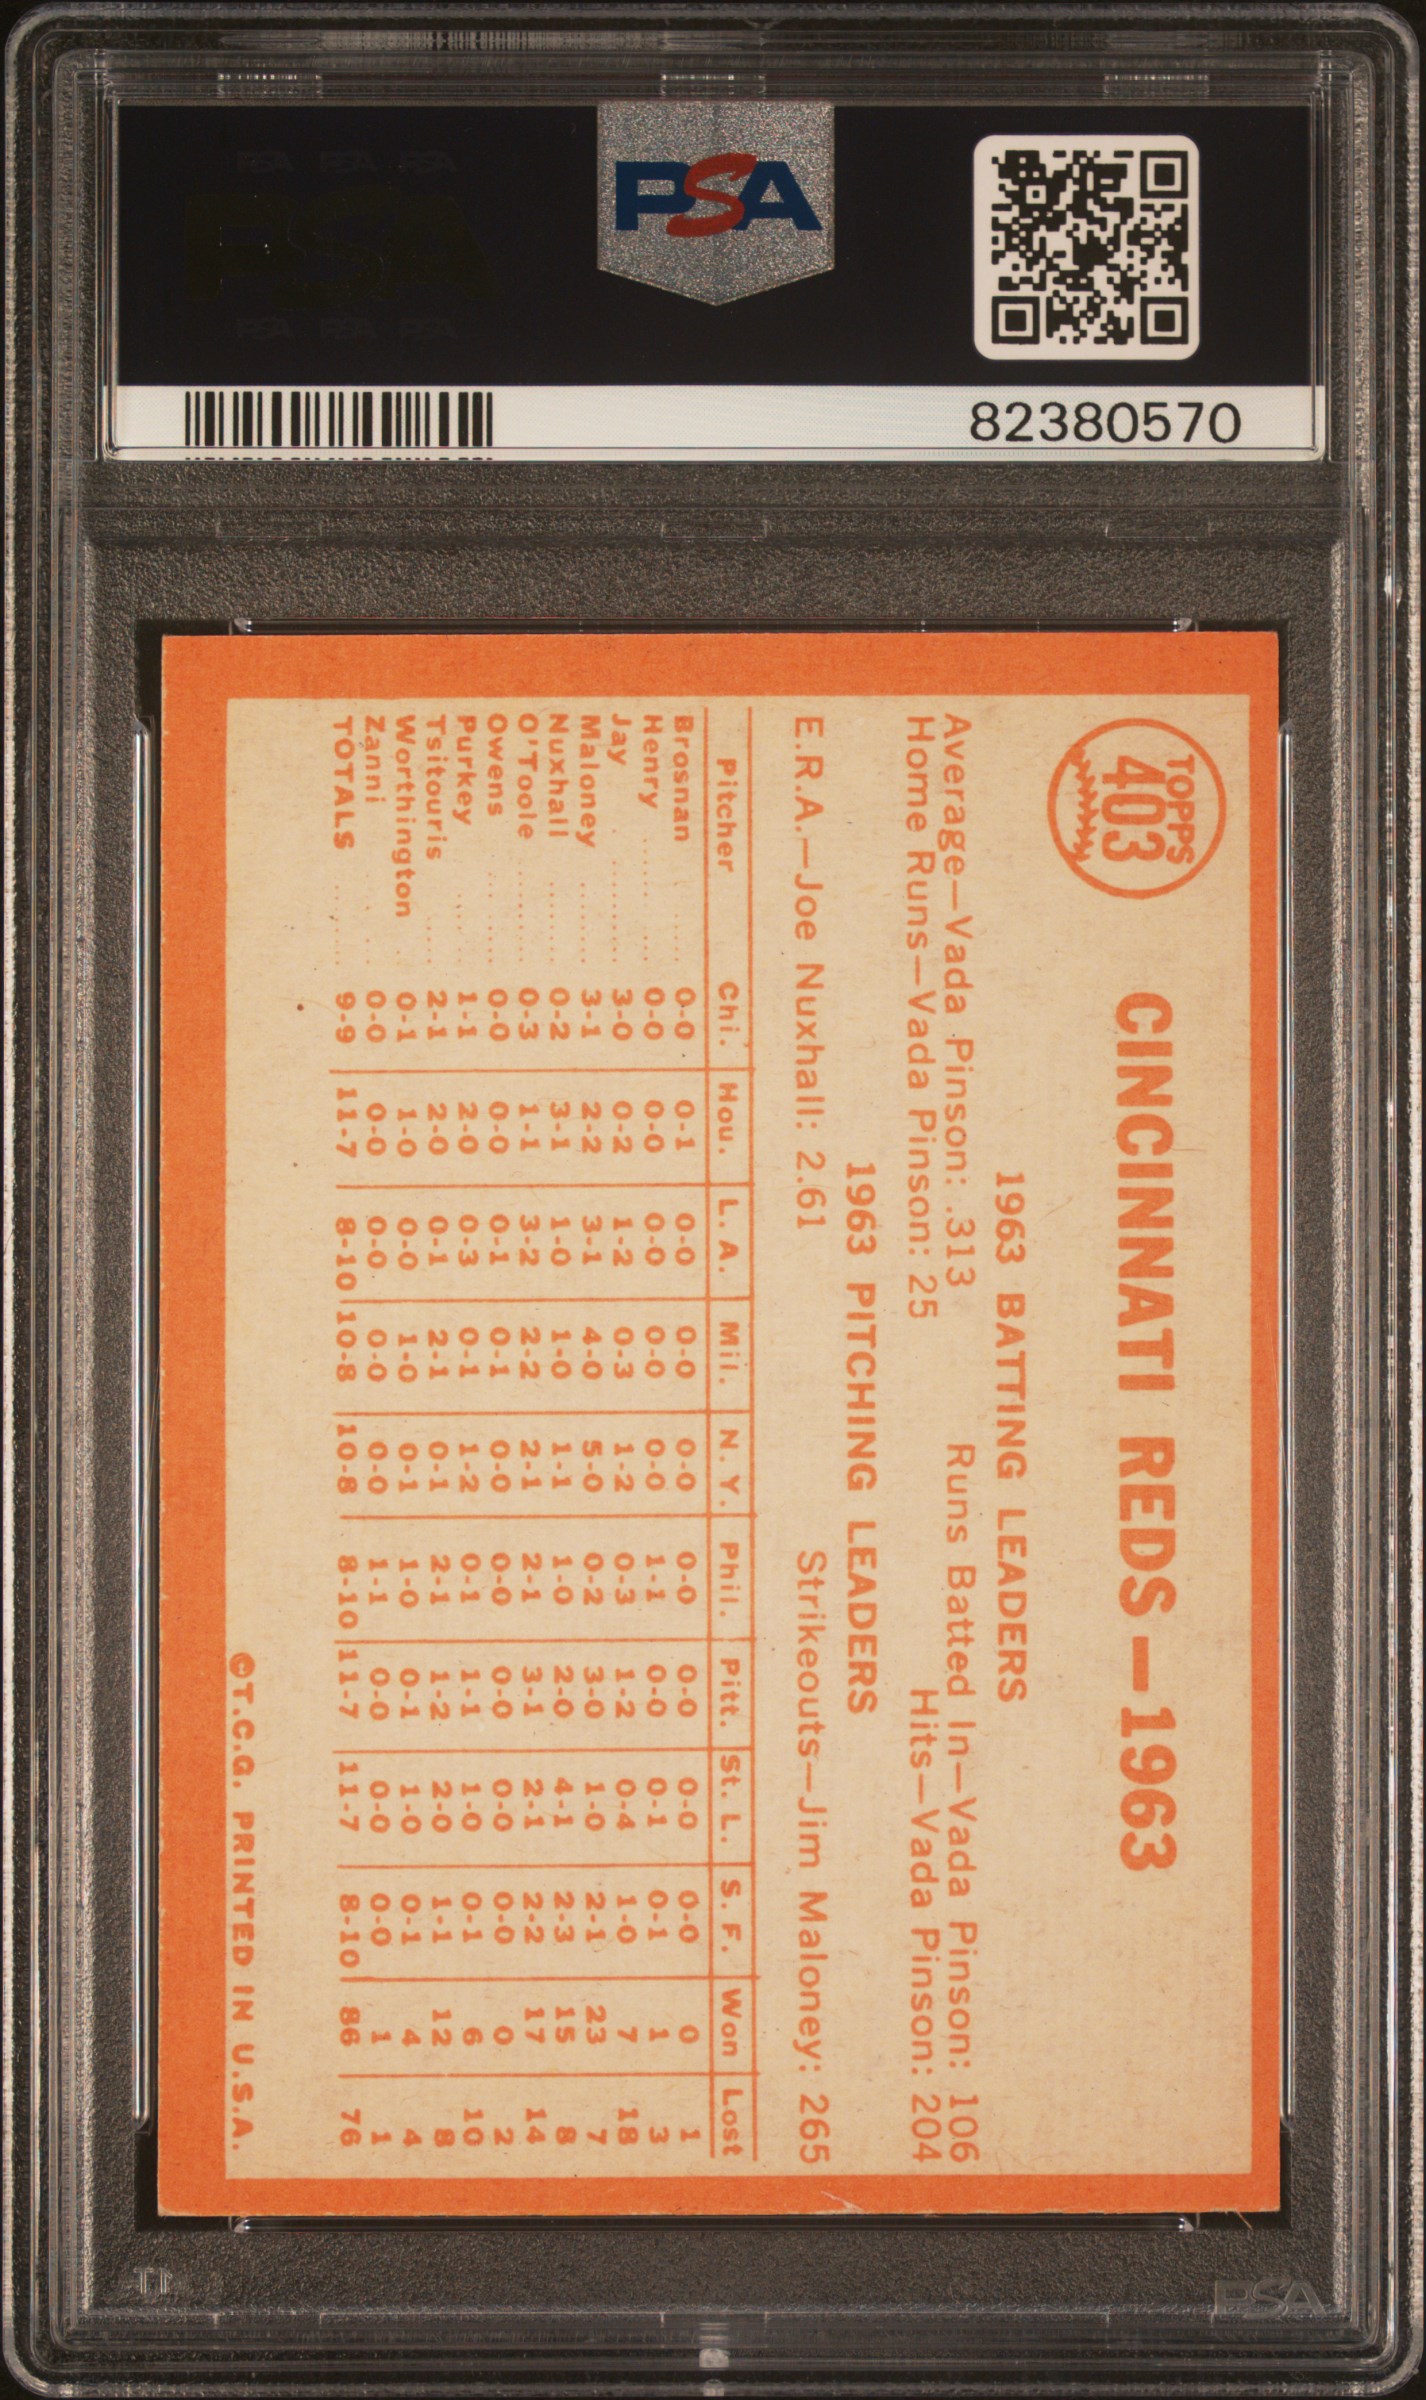 PSA
82380570
TOPPS
403
CINCINNATI REDS—1963
1963 BATTING LEADERS
Average—Vada Pinson: .313 Runs Batted In—Vada Pinson: 106
Home Runs—Vada Pinson: 25 Hits—Vada Pinson: 204
1963 PITCHING LEADERS
E.R.A.—Joe Nuxhall: 2.61 Strikeouts—Jim Maloney: 265
Pitcher Chi. Hou. L. A. Mil. N. Y. Phil. Pitt. St. L. S. F. Won Lost
Brosnan ..... 0-0 0-1 0-0 0-0 0-0 0-0 0-0 0-0 0-0 0 1
Henry ........ 0-0 0-0 0-0 0-0 0-0 1-1 0-0 0-1 0-1 1 3
Jay .......... 3-0 0-2 1-2 0-3 1-2 0-3 1-2 0-4 1-0 7 18
Maloney ....... 3-1 2-2 3-1 4-0 5-0 0-2 3-0 1-0 2-1 23 7
Nuxhall ....... 0-2 3-1 1-0 1-0 1-1 1-0 2-0 4-1 2-3 15 8
O'Toole ........ 0-3 1-1 3-2 2-2 2-1 2-1 3-1 2-1 2-2 17 14
Owens ........ 0-0 0-0 0-1 0-1 0-0 0-0 0-0 0-0 0-0 0 2
Purkey ...... 1-1 2-0 0-3 0-1 1-2 0-1 1-1 1-0 0-1 6 10
Tsitouris ..... 2-1 2-0 0-1 2-1 0-1 2-1 1-2 2-0 1-1 12 8
Worthington .. 0-1 1-0 0-0 1-0 0-1 1-0 0-1 1-0 0-1 4 4
Zanni ..... 0-0 0-0 0-0 0-0 0-0 1-1 0-0 0-0 0-0 1 1
TOTALS ....... 9-9 11-7 8-10 10-8 10-8 8-10 11-7 11-7 8-10 86 76
©T.C.G. PRINTED IN U.S.A.
PSA